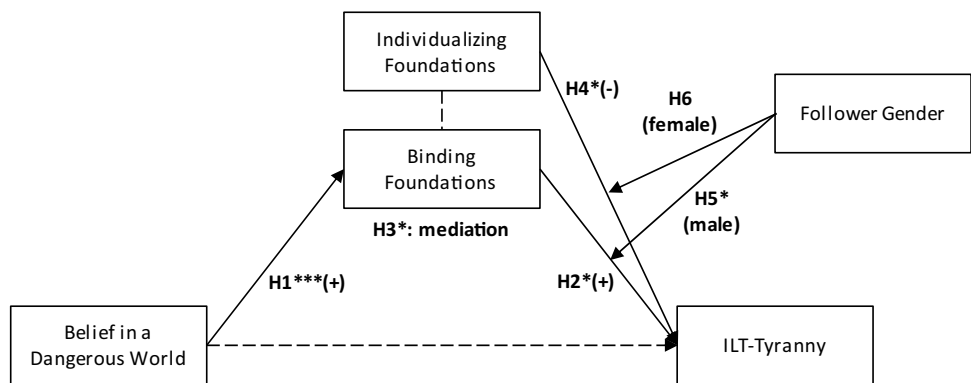 Individualizing
Foundations
H4*(-)
H6
(female)
Follower Gender
Binding
Foundations
H5*
(male)
H3*: mediation
H1***(+)
H2*(+)
Belief in a
Dangerous World
ILT-Tyranny